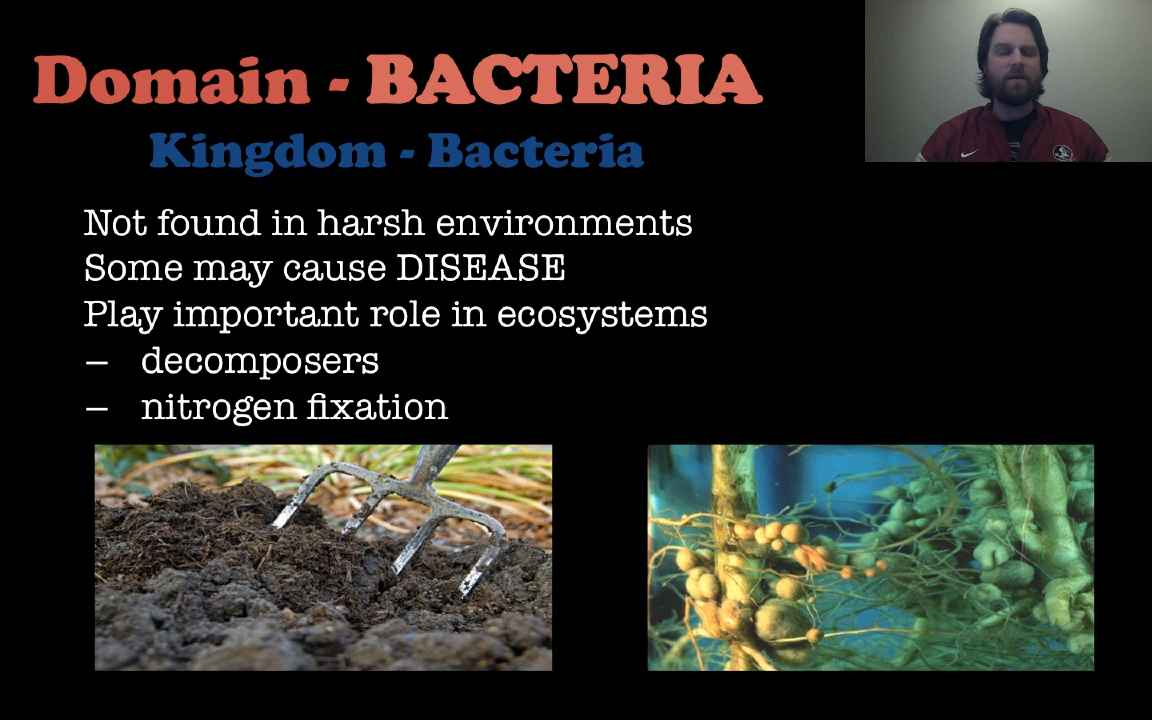 Domain - BACTERIA
Kingdom - Bacteria
Not found in harsh environments
Some may cause DISEASE
Play important role in ecosystems
– decomposers
– nitrogen fixation